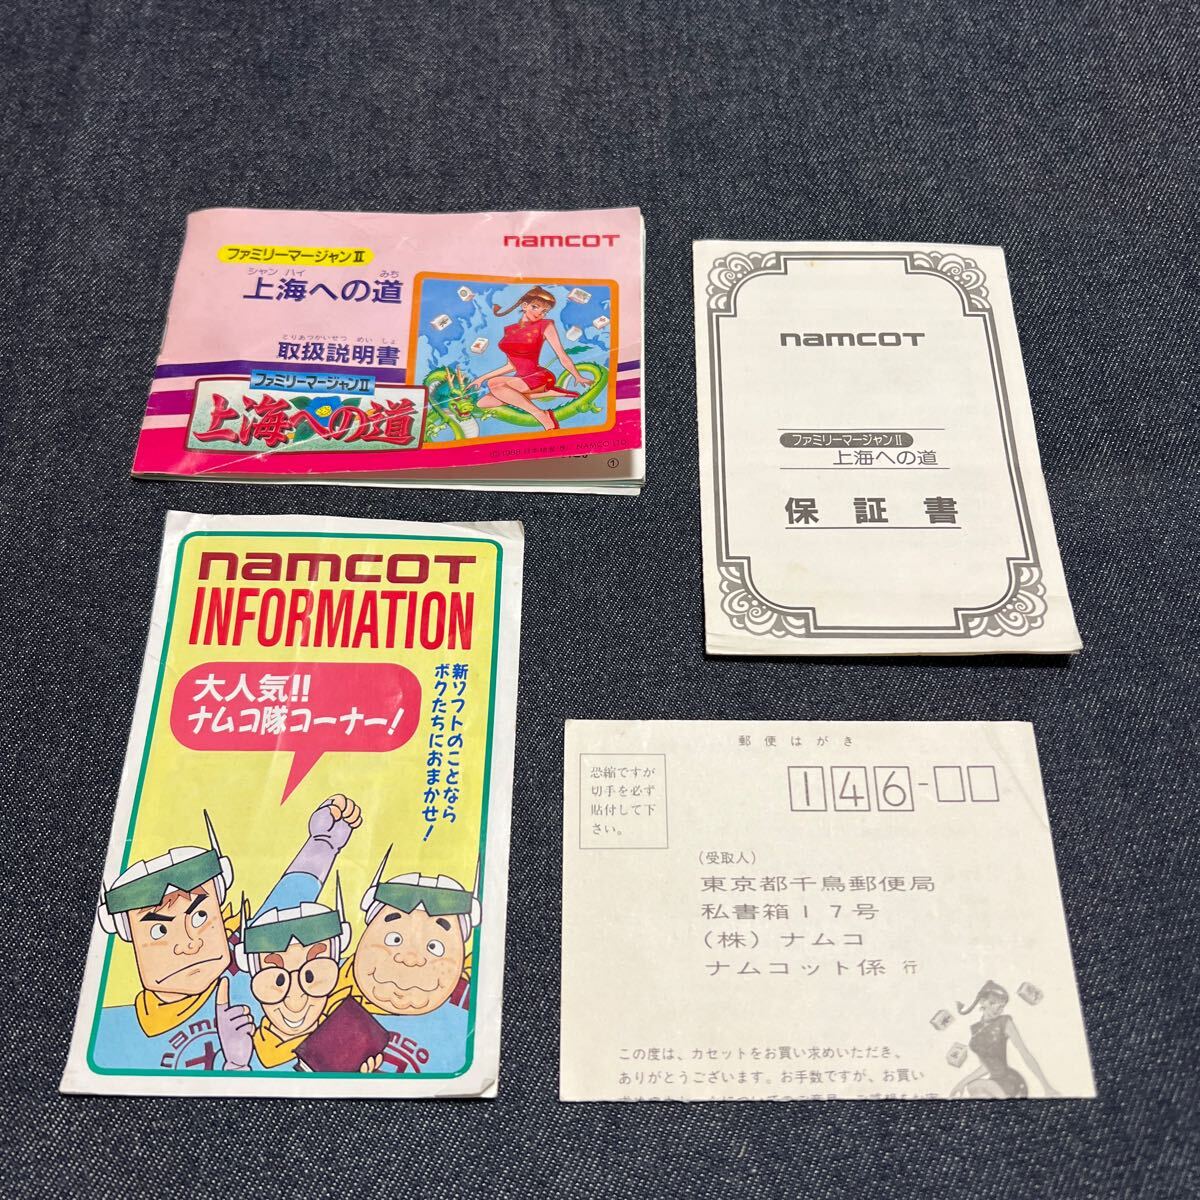 namcoT
ファミリーマージャンⅡ
シャン ハイ みち
上海への道
とりあつかいせつ めい しょ
取扱説明書
ファミリーマージャンⅡ
上海への道
NAMCO LTD.
①
namcoT
ファミリーマージャンⅡ
上海への道
保証書
namcoT
INFORMATION
大人気!!
ナムコ隊コーナー!
新ソフトのことなら
ボクたちにおまかせ!
郵便はがき
恐縮ですが
切手を必ず
貼付して下
さい。
146-
(受取人)
東京都千鳥郵便局
私書箱17号
(株)ナムコ
ナムコット係 行
この度は、カセットをお買い求めいただき、
ありがとうございます。お手数ですが、お買い